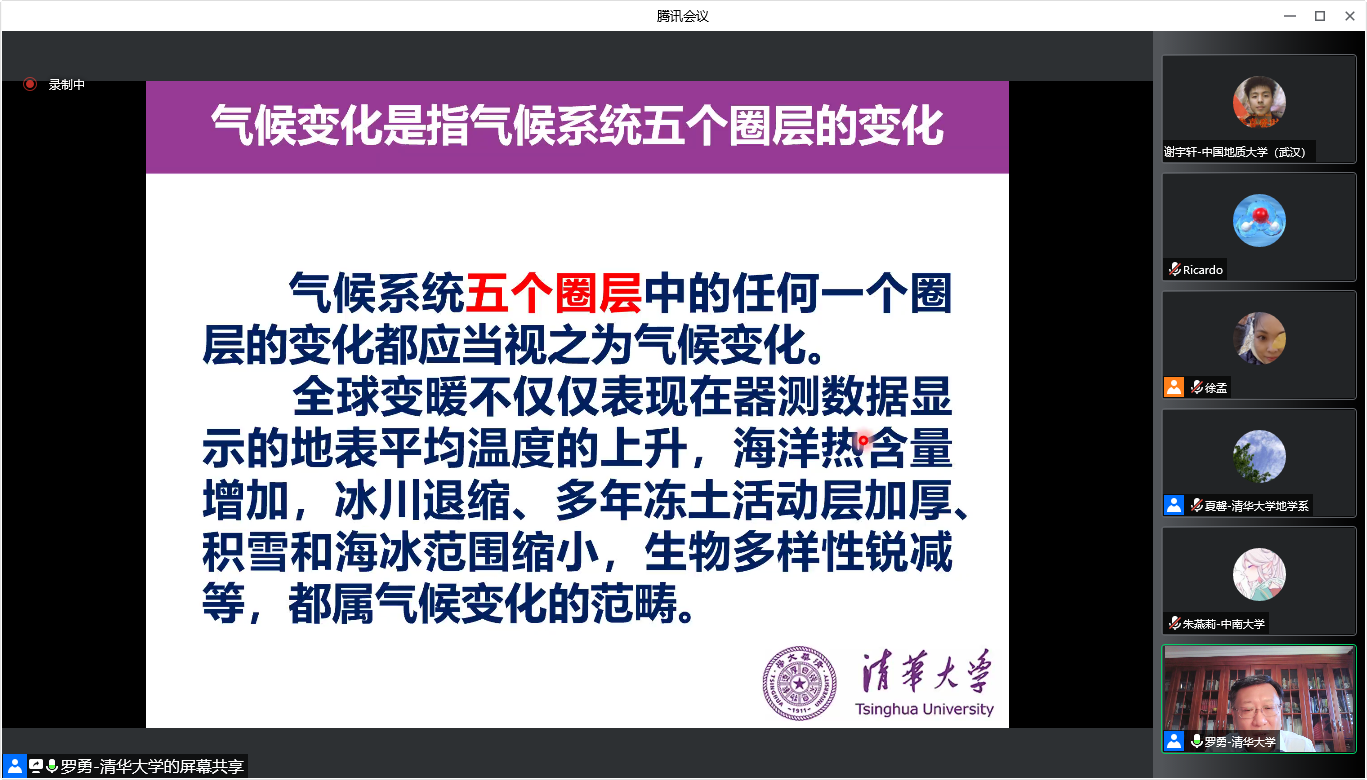 腾讯会议
录制中
气候变化是指气候系统五个圈层的变化
气候系统五个圈层中的任何一个圈
层的变化都应当视之为气候变化。
全球变暖不仅仅表现在器测数据显
示的地表平均温度的上升，海洋热含量
增加，冰川退缩、多年冻土活动层加厚、
积雪和海冰范围缩小，生物多样性锐减
等，都属气候变化的范畴。
清華大学
Tsinghua University
TSINGHUA UNIVERSITY
·1911·
罗勇-清华大学的屏幕共享
谢宇轩-中国地质大学（武汉）
Ricardo
徐孟
夏馨-清华大学地学系
朱燕莉-中南大学
罗勇-清华大学